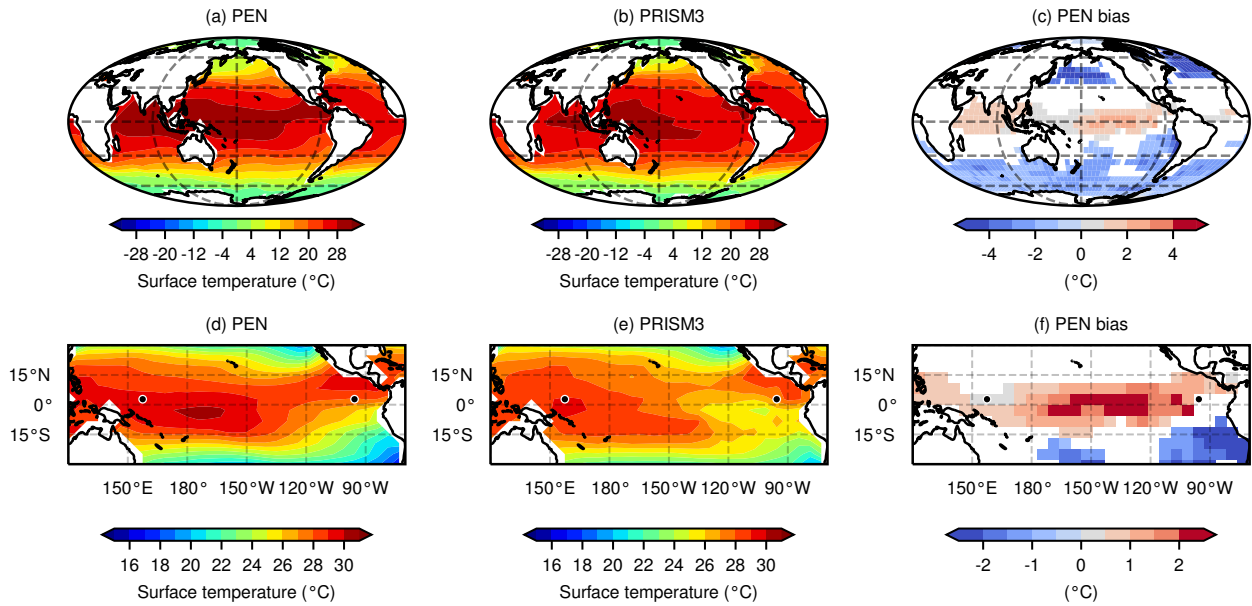 (a) PEN (b) PRISM3 (c) PEN bias
-28 -20 -12 -4 4 12 20 28 -28 -20 -12 -4 4 12 20 28 -4 -2 0 2 4
Surface temperature (°C) Surface temperature (°C) (°C)
(d) PEN (e) PRISM3 (f) PEN bias
15°N 15°N 15°N
0° 0° 0°
15°S 15°S 15°S
150°E 180° 150°W 120°W 90°W 150°E 180° 150°W 120°W 90°W 150°E 180° 150°W 120°W 90°W
16 18 20 22 24 26 28 30 16 18 20 22 24 26 28 30 -2 -1 0 1 2
Surface temperature (°C) Surface temperature (°C) (°C)